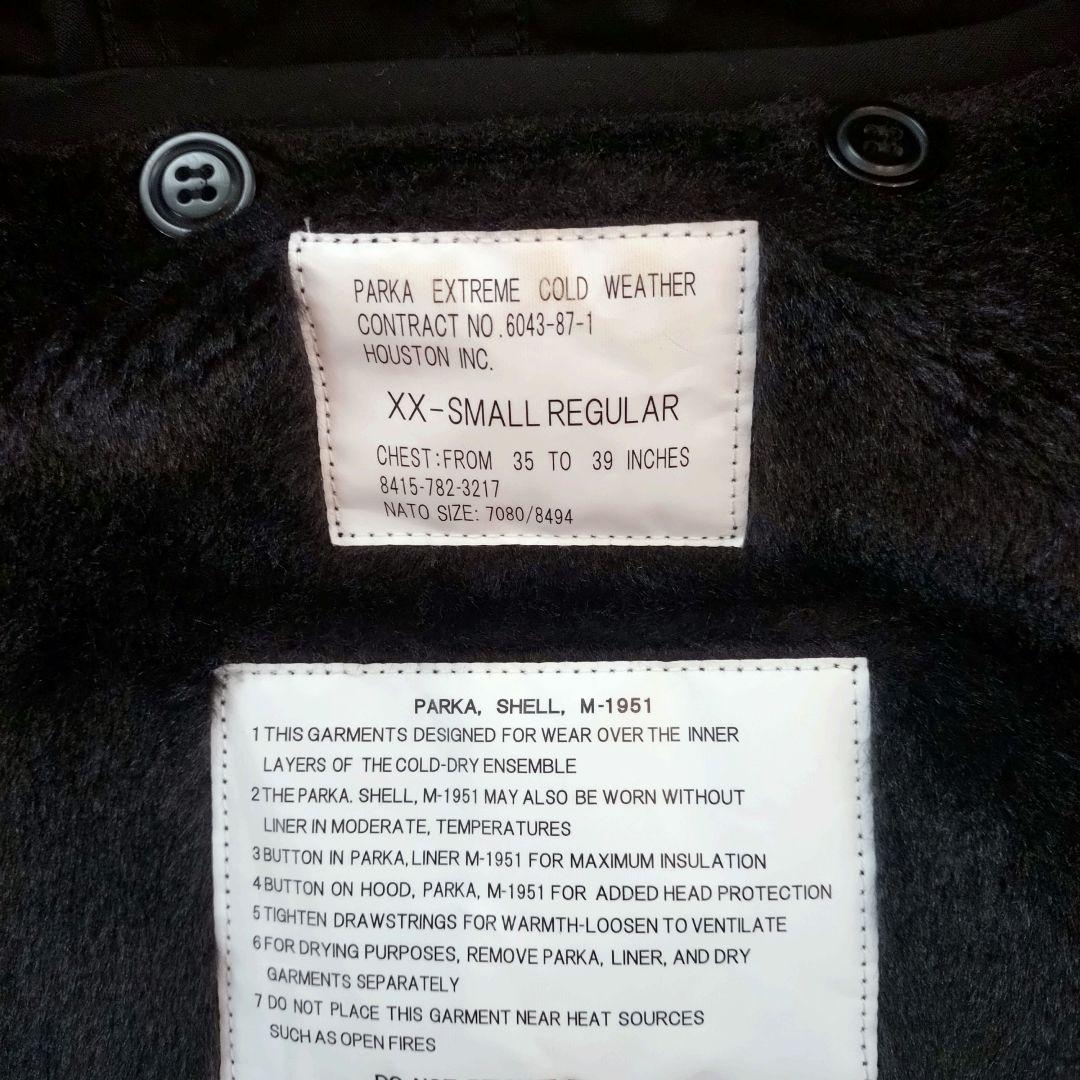 PARKA EXTREME COLD WEATHER
CONTRACT NO.6043-87-1
HOUSTON INC.
XX-SMALL REGULAR
CHEST:FROM 35 TO 39 INCHES
8415-782-3217
NATO SIZE: 7080/8494
PARKA, SHELL, M-1951
1 THIS GARMENTS DESIGNED FOR WEAR OVER THE INNER
LAYERS OF THE COLD-DRY ENSEMBLE
2 THE PARKA. SHELL, M-1951 MAY ALSO BE WORN WITHOUT
LINER IN MODERATE, TEMPERATURES
3 BUTTON IN PARKA, LINER M-1951 FOR MAXIMUM INSULATION
4 BUTTON ON HOOD, PARKA, M-1951 FOR ADDED HEAD PROTECTION
5 TIGHTEN DRAWSTRINGS FOR WARMTH-LOOSEN TO VENTILATE
6 FOR DRYING PURPOSES, REMOVE PARKA, LINER, AND DRY
GARMENTS SEPARATELY
7 DO NOT PLACE THIS GARMENT NEAR HEAT SOURCES
SUCH AS OPEN FIRES